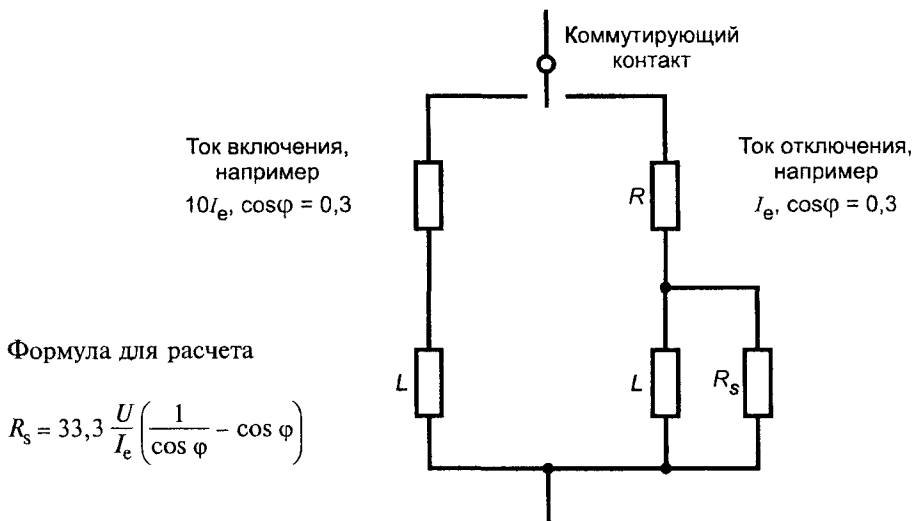 Коммутирующий
контакт
Ток включения,
например
10Iₑ, cosφ = 0,3
R
Ток отключения,
например
Iₑ, cosφ = 0,3
Формула для расчета
Rₛ = 33,3 U/Iₑ (1/cos φ − cos φ)
L
L
Rₛ